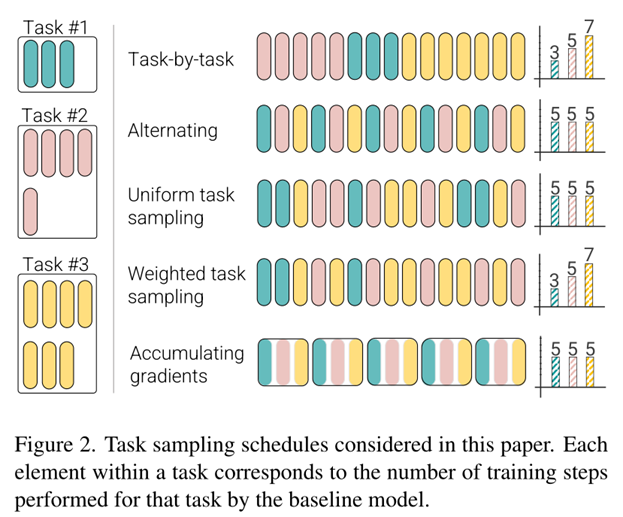 Task #1
Task-by-task
3 5 7
Task #2
Alternating
5 5 5
Uniform task
sampling
5 5 5
Task #3
Weighted task
sampling
3 5 7
Accumulating
gradients
5 5 5
Figure 2. Task sampling schedules considered in this paper. Each
element within a task corresponds to the number of training steps
performed for that task by the baseline model.